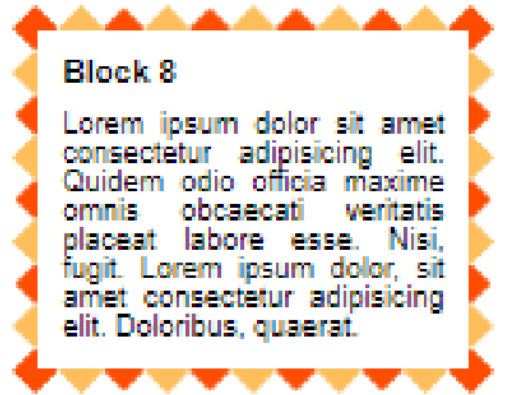 Block 8
Lorem ipsum dolor sit amet
consectetur adipisicing elit.
Quidem odio officia maxime
omnis obcaecati veritatis
placeat labore esse. Nisi,
fugit. Lorem ipsum dolor, sit
amet consectetur adipisicing
elit. Doloribus, quaerat.